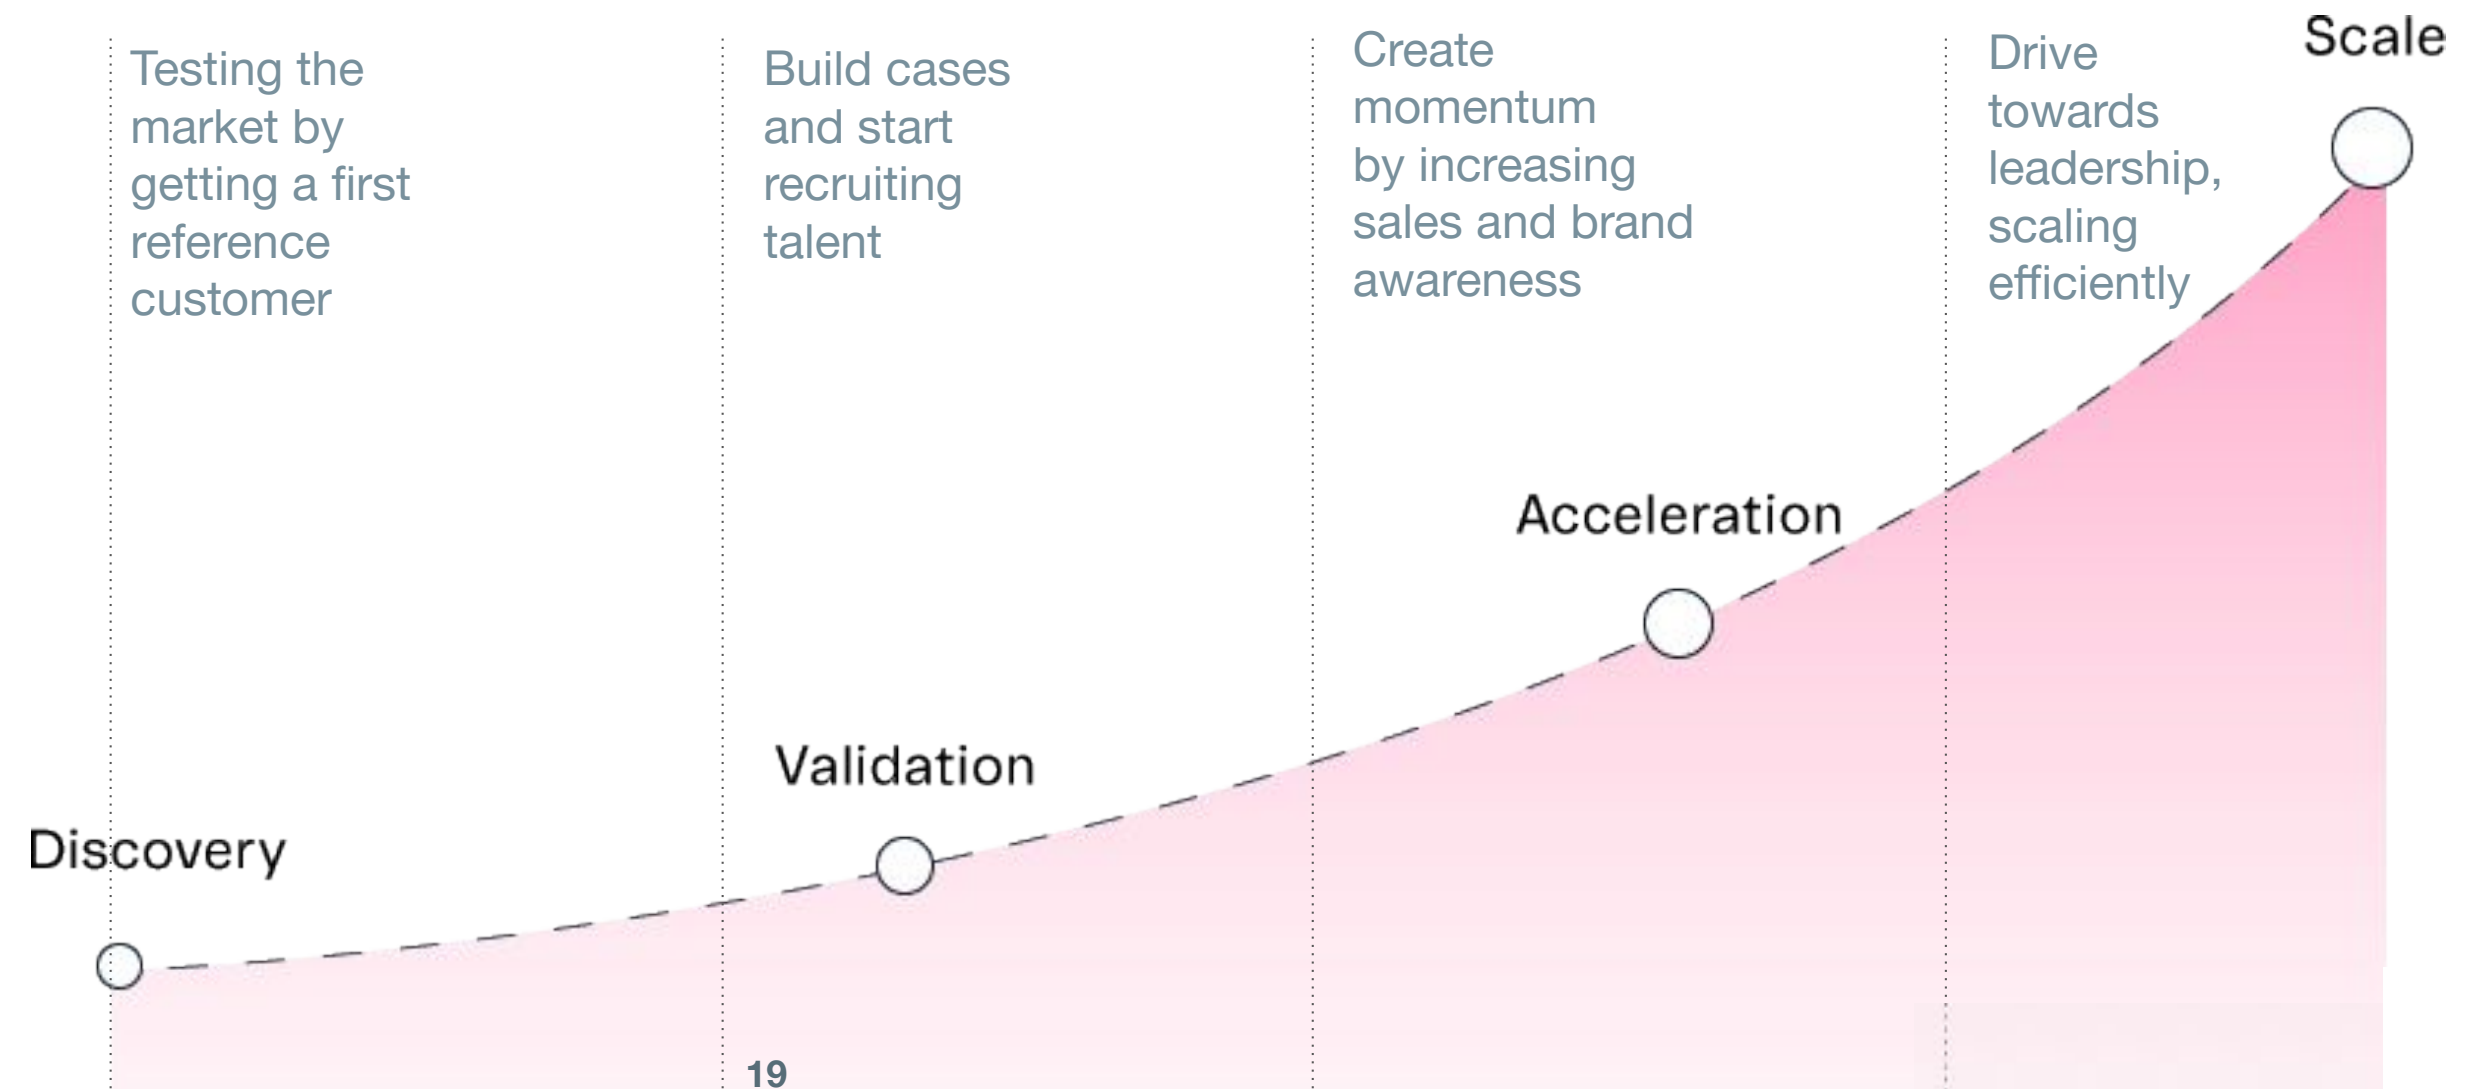 Testing the
market by
getting a first
reference
customer
Build cases
and start
recruiting
talent
Create
momentum
by increasing
sales and brand
awareness
Drive
towards
leadership,
scaling
efficiently
Scale
Acceleration
Validation
Discovery
19